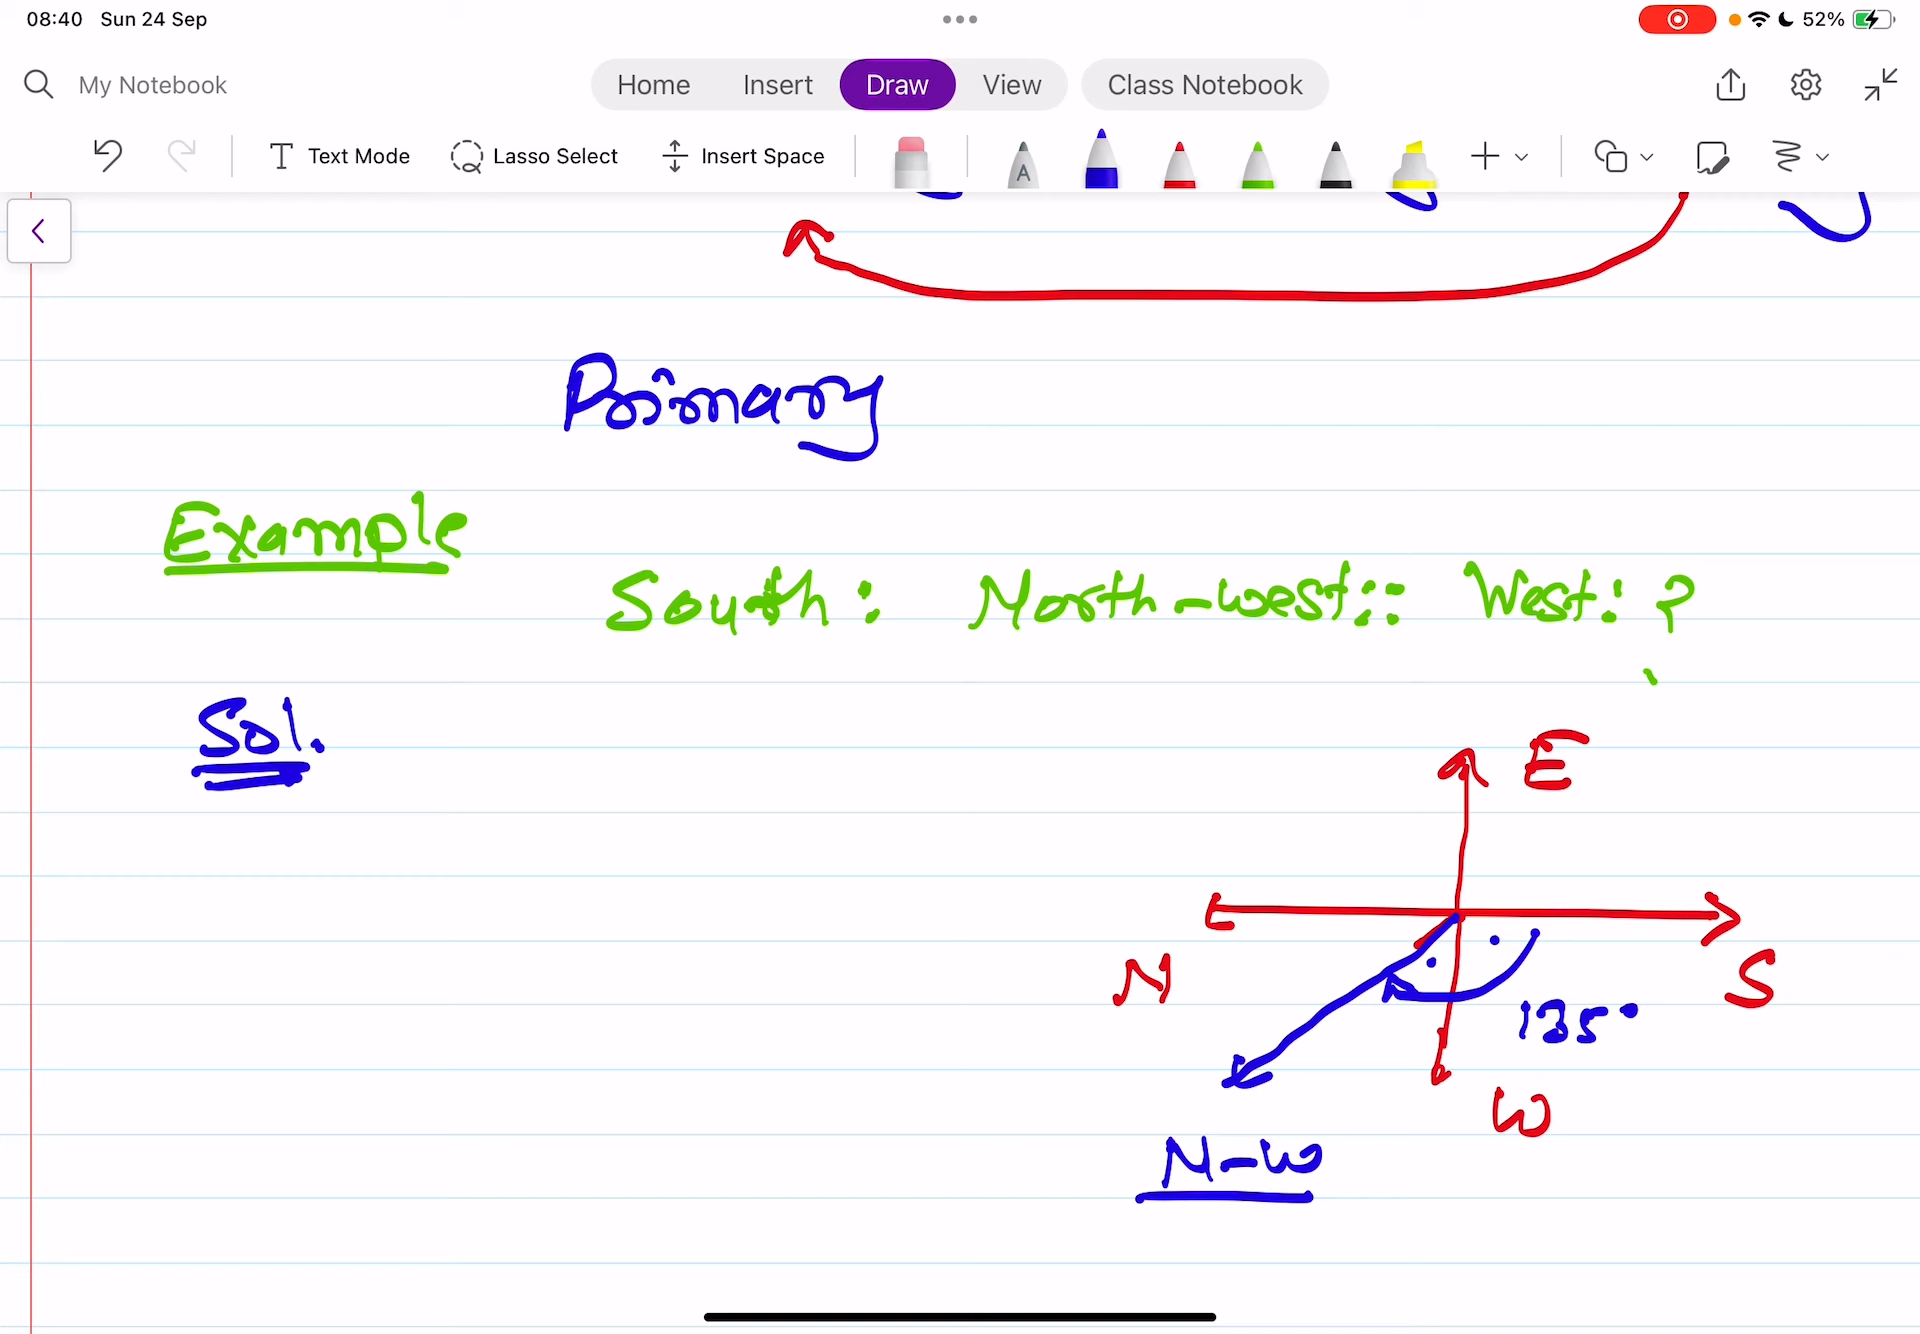 08:40 Sun 24 Sep 52%
My Notebook Home Insert Draw View Class Notebook
Text Mode Lasso Select Insert Space A
Primary
Example
South : North-west :: West : ?
Sol.
E
N S
135°
W
N-W